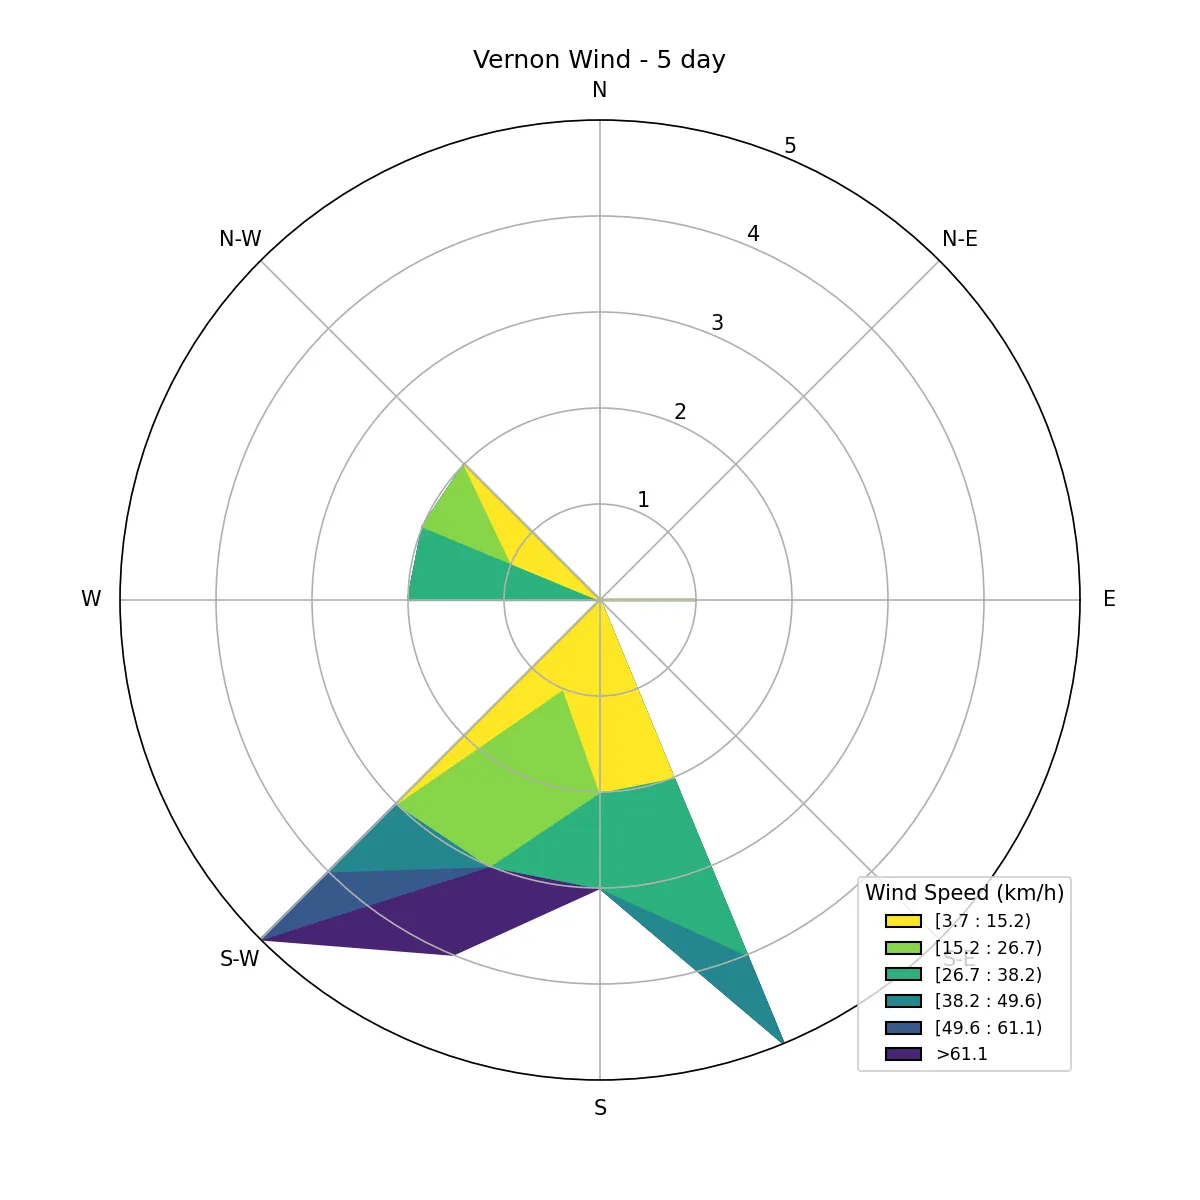 Vernon Wind - 5 day
N
5
N-W
N-E
4
3
2
1
W
E
Wind Speed (km/h)
[3.7 : 15.2)
[15.2 : 26.7)
S-W
S-E
[26.7 : 38.2)
[38.2 : 49.6)
[49.6 : 61.1)
>61.1
S